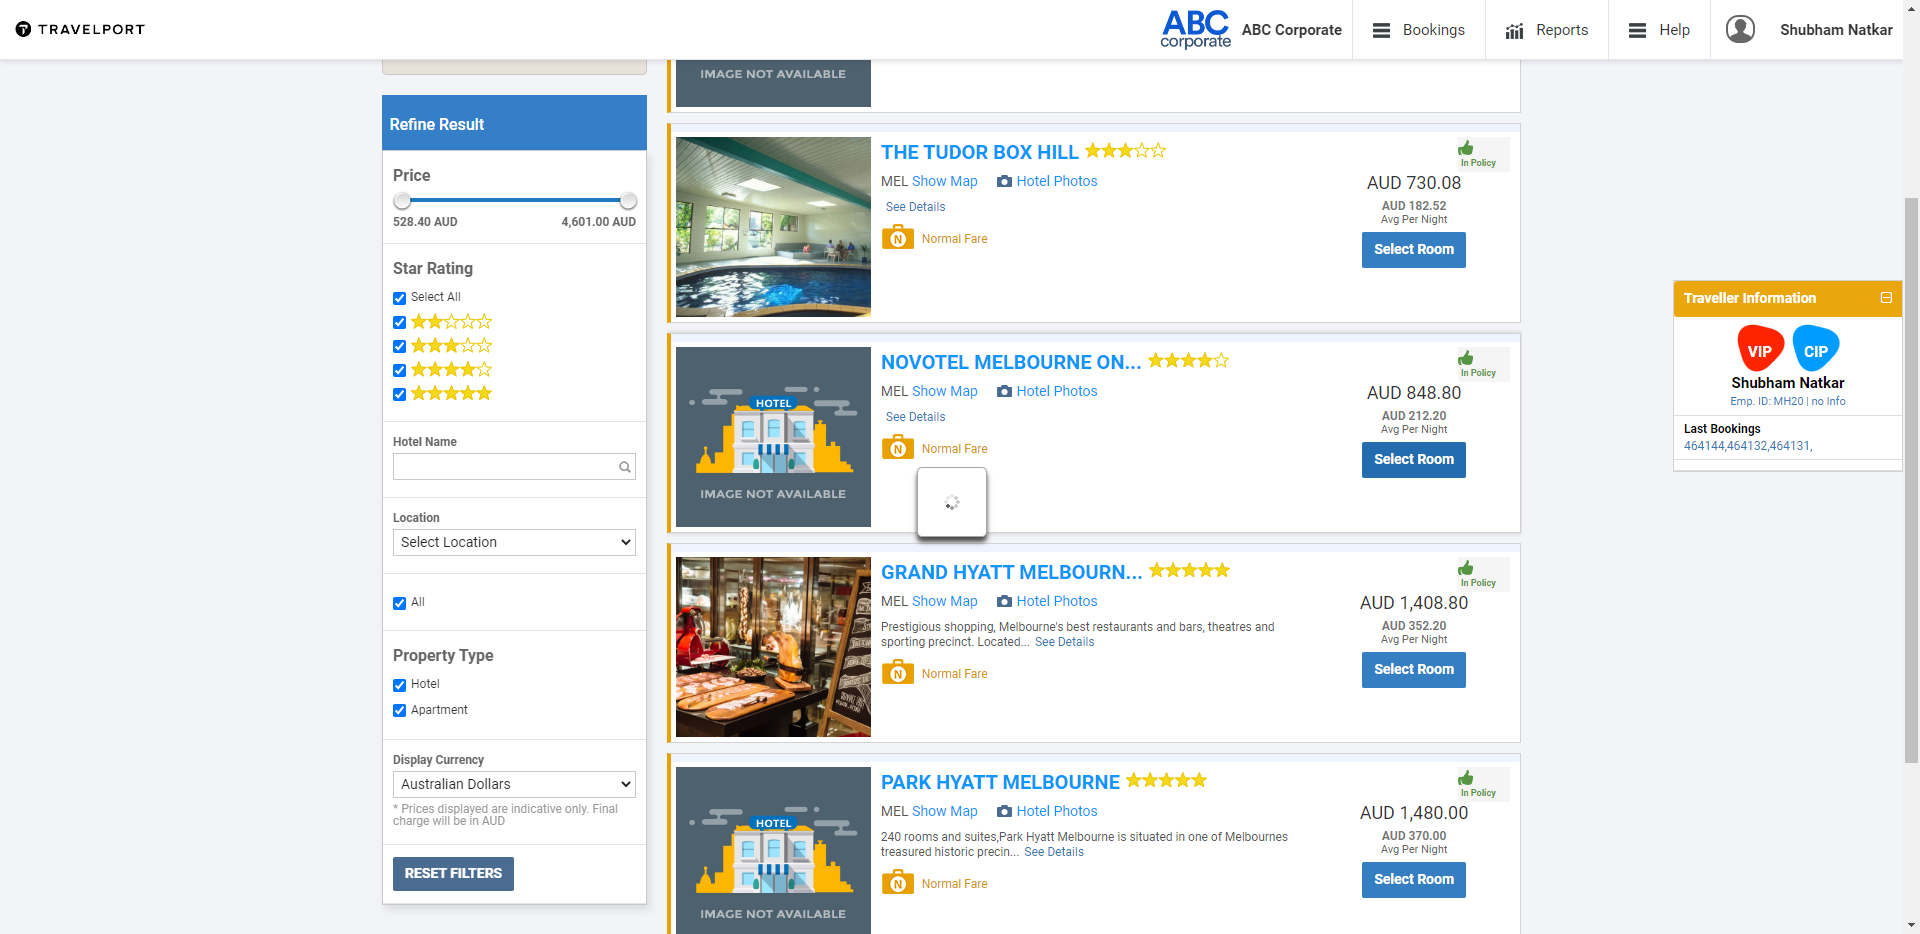 TRAVELPORT
ABC
corporate
ABC Corporate
Bookings
Reports
Help
Shubham Natkar
Refine Result
Price
528.40 AUD
4,601.00 AUD
Star Rating
Select All
Hotel Name
Location
Select Location
All
Property Type
Hotel
Apartment
Display Currency
Australian Dollars
* Prices displayed are indicative only. Final
charge will be in AUD
RESET FILTERS
IMAGE NOT AVAILABLE
THE TUDOR BOX HILL
MEL Show Map Hotel Photos
See Details
N Normal Fare
In Policy
AUD 730.08
AUD 182.52
Avg Per Night
Select Room
HOTEL
IMAGE NOT AVAILABLE
NOVOTEL MELBOURNE ON...
MEL Show Map Hotel Photos
See Details
N Normal Fare
In Policy
AUD 848.80
AUD 212.20
Avg Per Night
Select Room
GRAND HYATT MELBOURN...
MEL Show Map Hotel Photos
Prestigious shopping, Melbourne's best restaurants and bars, theatres and
sporting precinct. Located... See Details
N Normal Fare
In Policy
AUD 1,408.80
AUD 352.20
Avg Per Night
Select Room
HOTEL
IMAGE NOT AVAILABLE
PARK HYATT MELBOURNE
MEL Show Map Hotel Photos
240 rooms and suites,Park Hyatt Melbourne is situated in one of Melbournes
treasured historic precin... See Details
N Normal Fare
In Policy
AUD 1,480.00
AUD 370.00
Avg Per Night
Select Room
Traveller Information
VIP
CIP
Shubham Natkar
Emp. ID: MH20 | no Info
Last Bookings
464144,464132,464131,